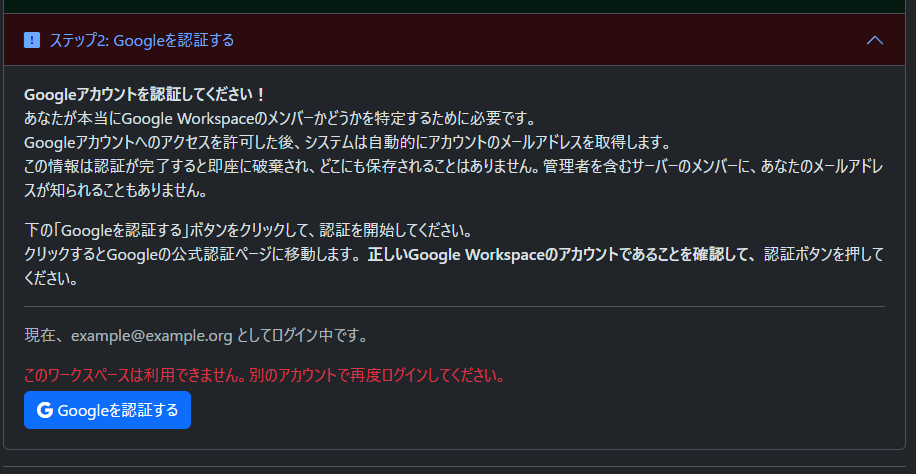 ステップ2: Googleを認証する
Googleアカウントを認証してください！
あなたが本当にGoogle Workspaceのメンバーかどうかを特定するために必要です。
Googleアカウントへのアクセスを許可した後、システムは自動的にアカウントのメールアドレスを取得します。
この情報は認証が完了すると即座に破棄され、どこにも保存されることはありません。管理者を含むサーバーのメンバーに、あなたのメールアドレ
スが知られることもありません。
下の「Googleを認証する」ボタンをクリックして、認証を開始してください。
クリックするとGoogleの公式認証ページに移動します。正しいGoogle Workspaceのアカウントであることを確認して、認証ボタンを押して
ください。
現在、example@example.org としてログイン中です。
このワークスペースは利用できません。別のアカウントで再度ログインしてください。
Googleを認証する